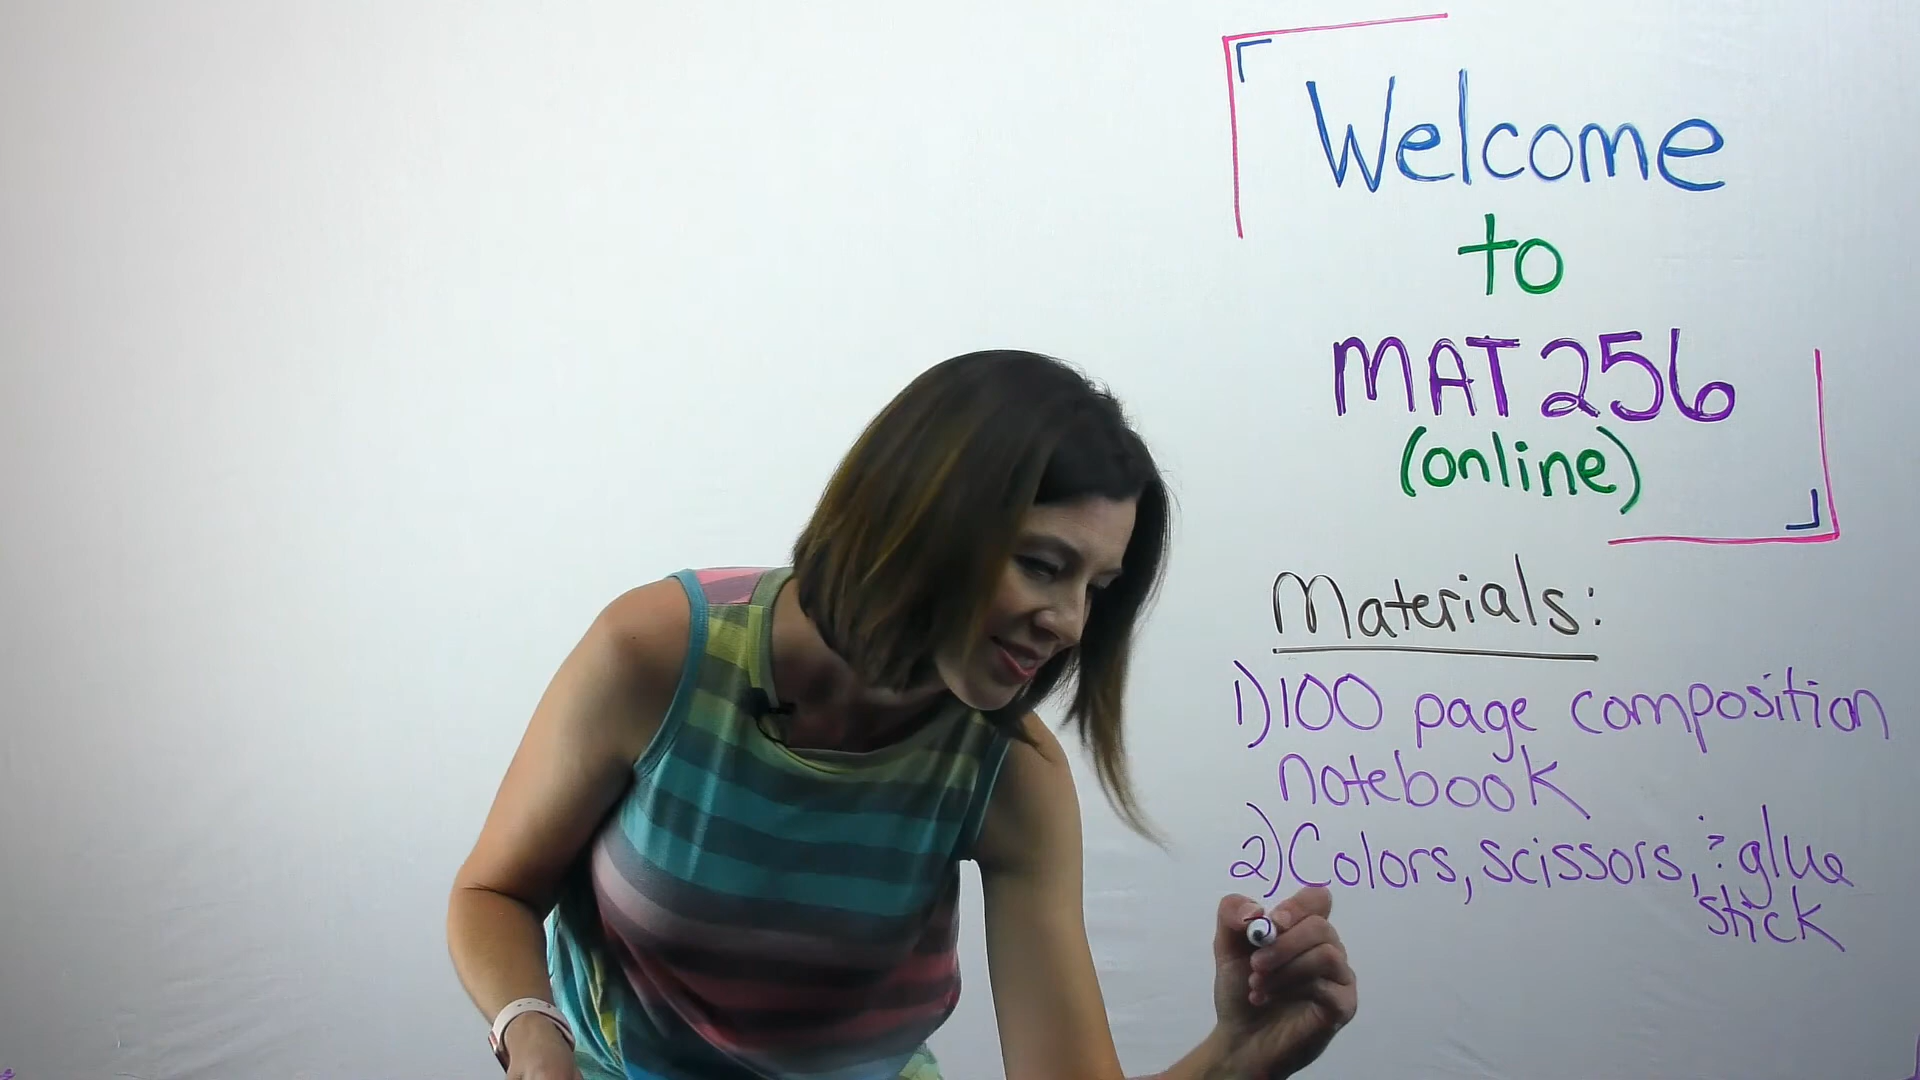 Welcome
to
MAT 256
(online)
Materials:
1) 100 page composition
notebook
2) Colors, scissors, & glue
stick